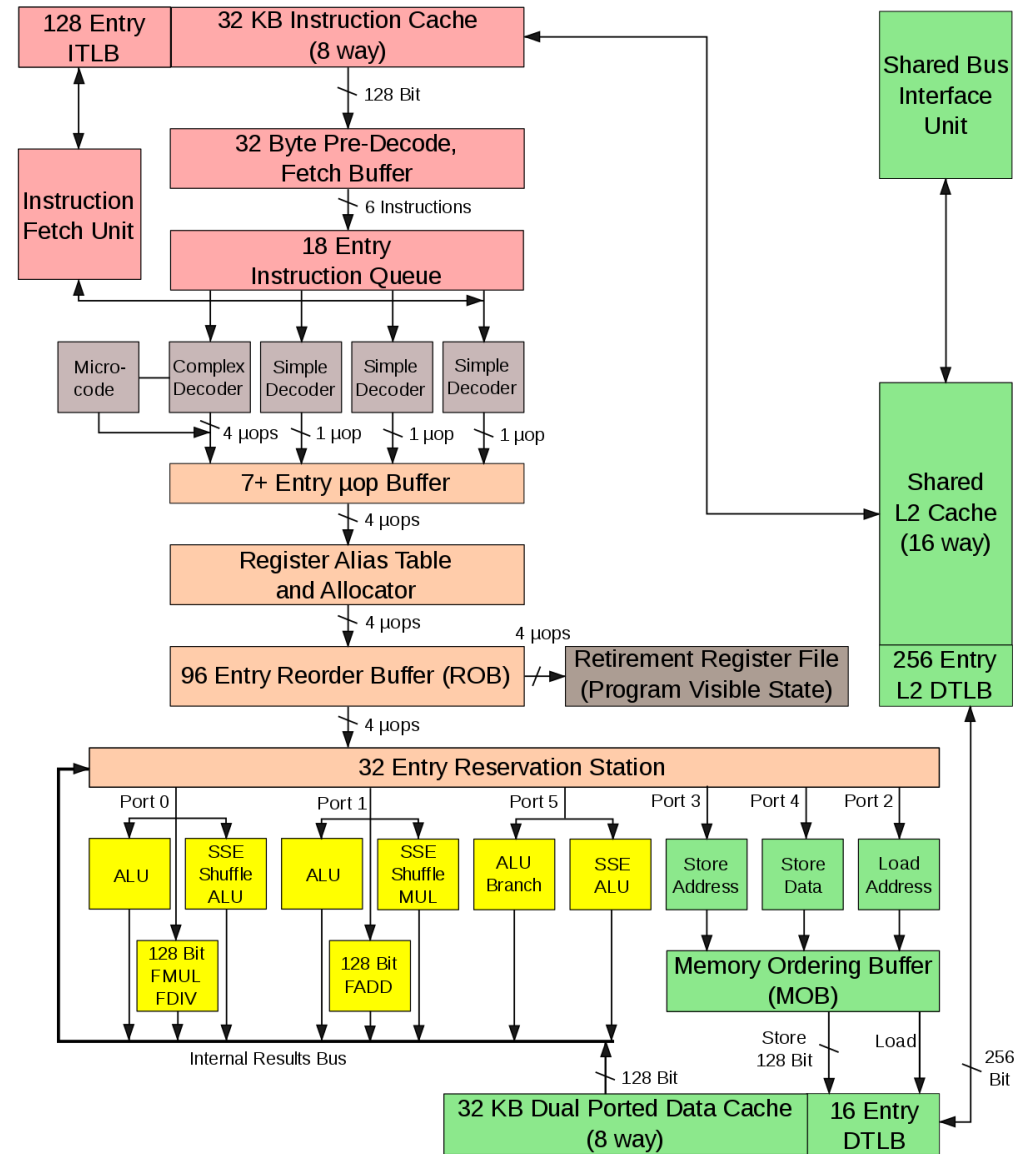 128 Entry
ITLB
32 KB Instruction Cache
(8 way)
128 Bit
Shared Bus
Interface
Unit
32 Byte Pre-Decode,
Fetch Buffer
Instruction
Fetch Unit
6 Instructions
18 Entry
Instruction Queue
Micro-
code
Complex
Decoder
Simple
Decoder
Simple
Decoder
Simple
Decoder
4 µops
1 µop
1 µop
1 µop
7+ Entry µop Buffer
4 µops
Register Alias Table
and Allocator
4 µops
Shared
L2 Cache
(16 way)
256 Entry
L2 DTLB
96 Entry Reorder Buffer (ROB)
4 µops
Retirement Register File
(Program Visible State)
4 µops
32 Entry Reservation Station
Port 0
Port 1
Port 5
Port 3
Port 4
Port 2
ALU
SSE
Shuffle
ALU
ALU
SSE
Shuffle
MUL
ALU
Branch
SSE
ALU
Store
Address
Store
Data
Load
Address
128 Bit
FMUL
FDIV
128 Bit
FADD
Memory Ordering Buffer
(MOB)
Internal Results Bus
Store
128 Bit
Load
256
Bit
128 Bit
32 KB Dual Ported Data Cache
(8 way)
16 Entry
DTLB